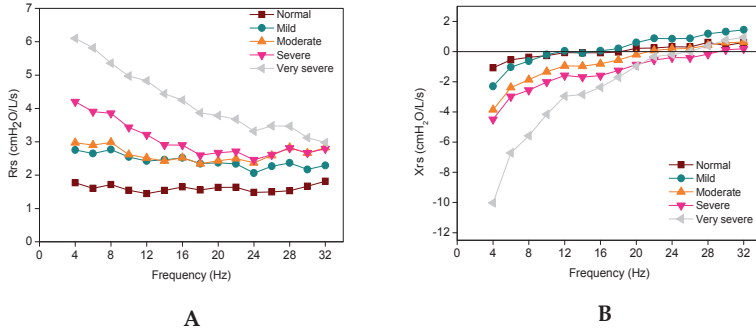 7
6
5
4
3
2
1
0
Rrs (cmH2O/L/s)
0 4 8 12 16 20 24 28 32
Frequency (Hz)
Normal
Mild
Moderate
Severe
Very severe
A
2
0
-2
-4
-6
-8
-10
-12
Xrs (cmH₂O/L/s)
0 4 8 12 16 20 24 28 32
Frequency (Hz)
Normal
Mild
Moderate
Severe
Very severe
B